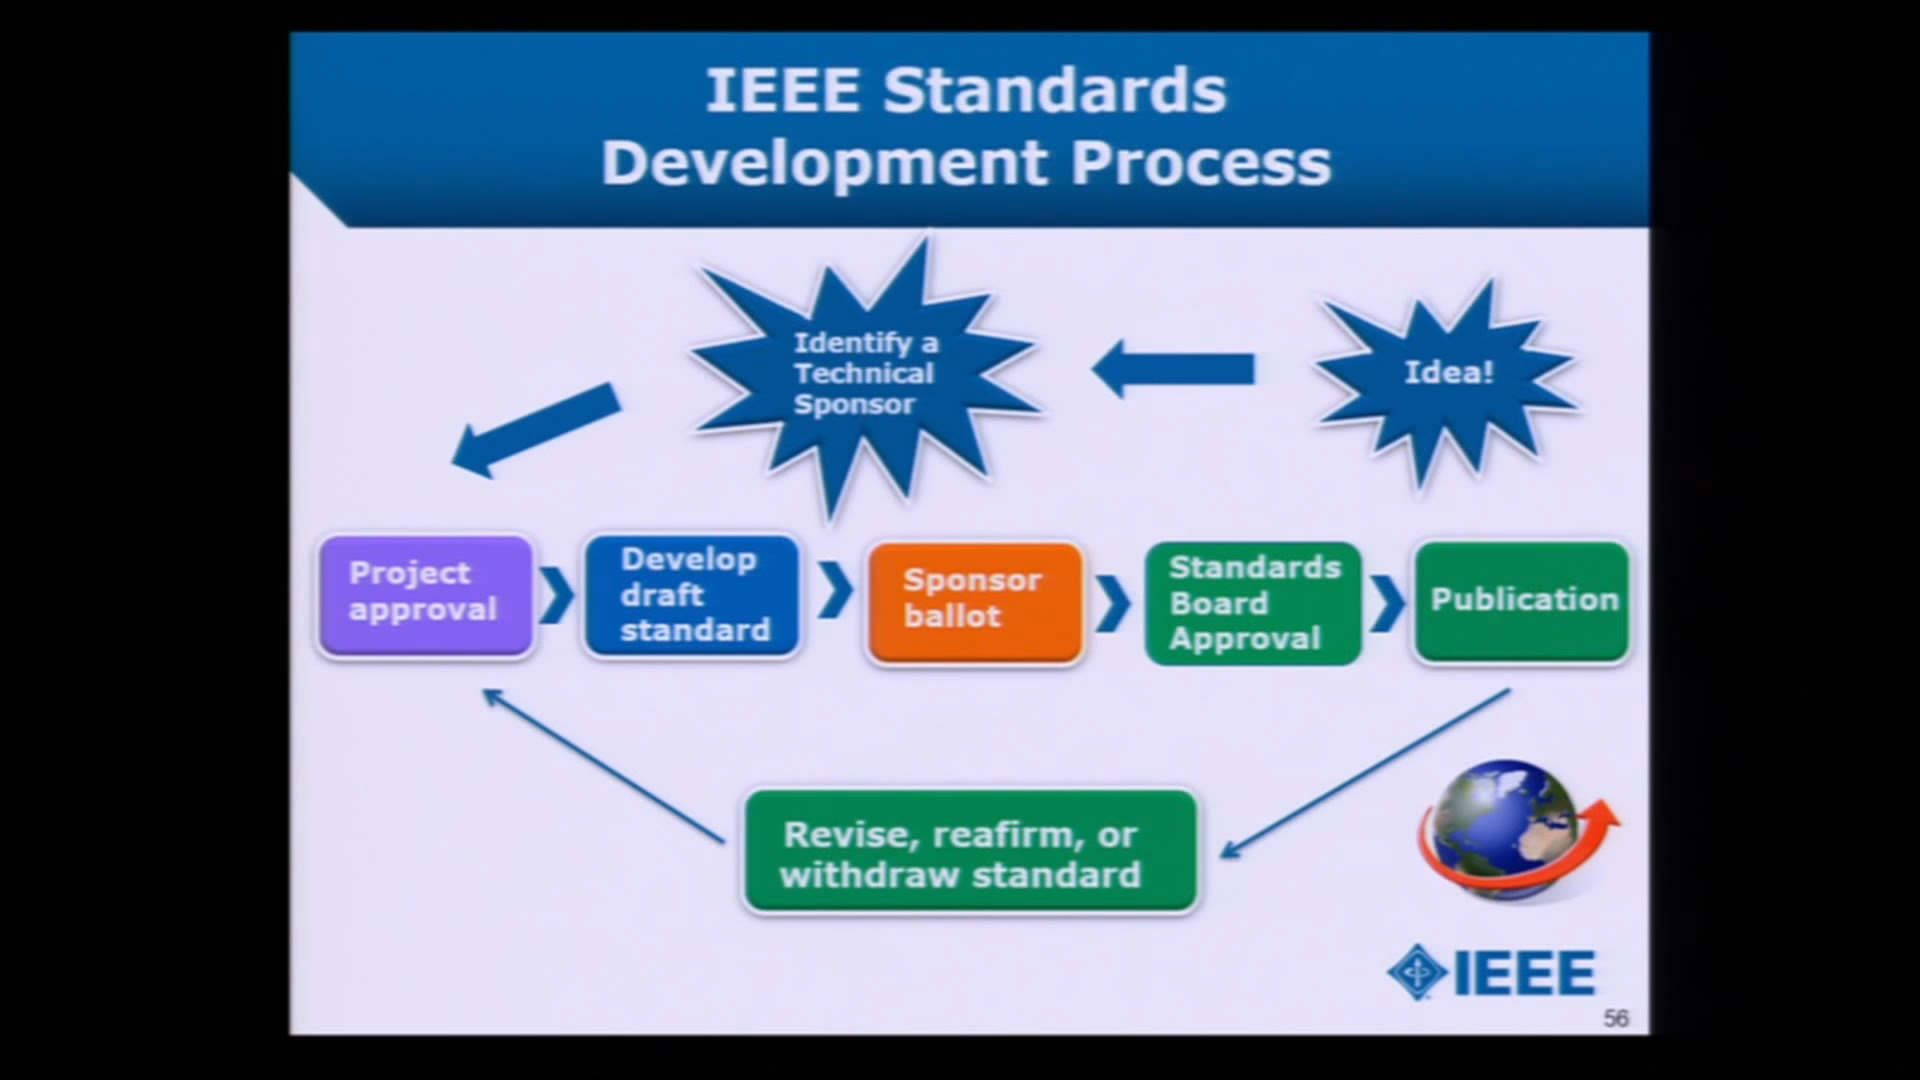 IEEE Standards
Development Process
Identify a
Technical
Sponsor
Idea!
Project
approval
Develop
draft
standard
Sponsor
ballot
Standards
Board
Approval
Publication
Revise, reafirm, or
withdraw standard
IEEE
56